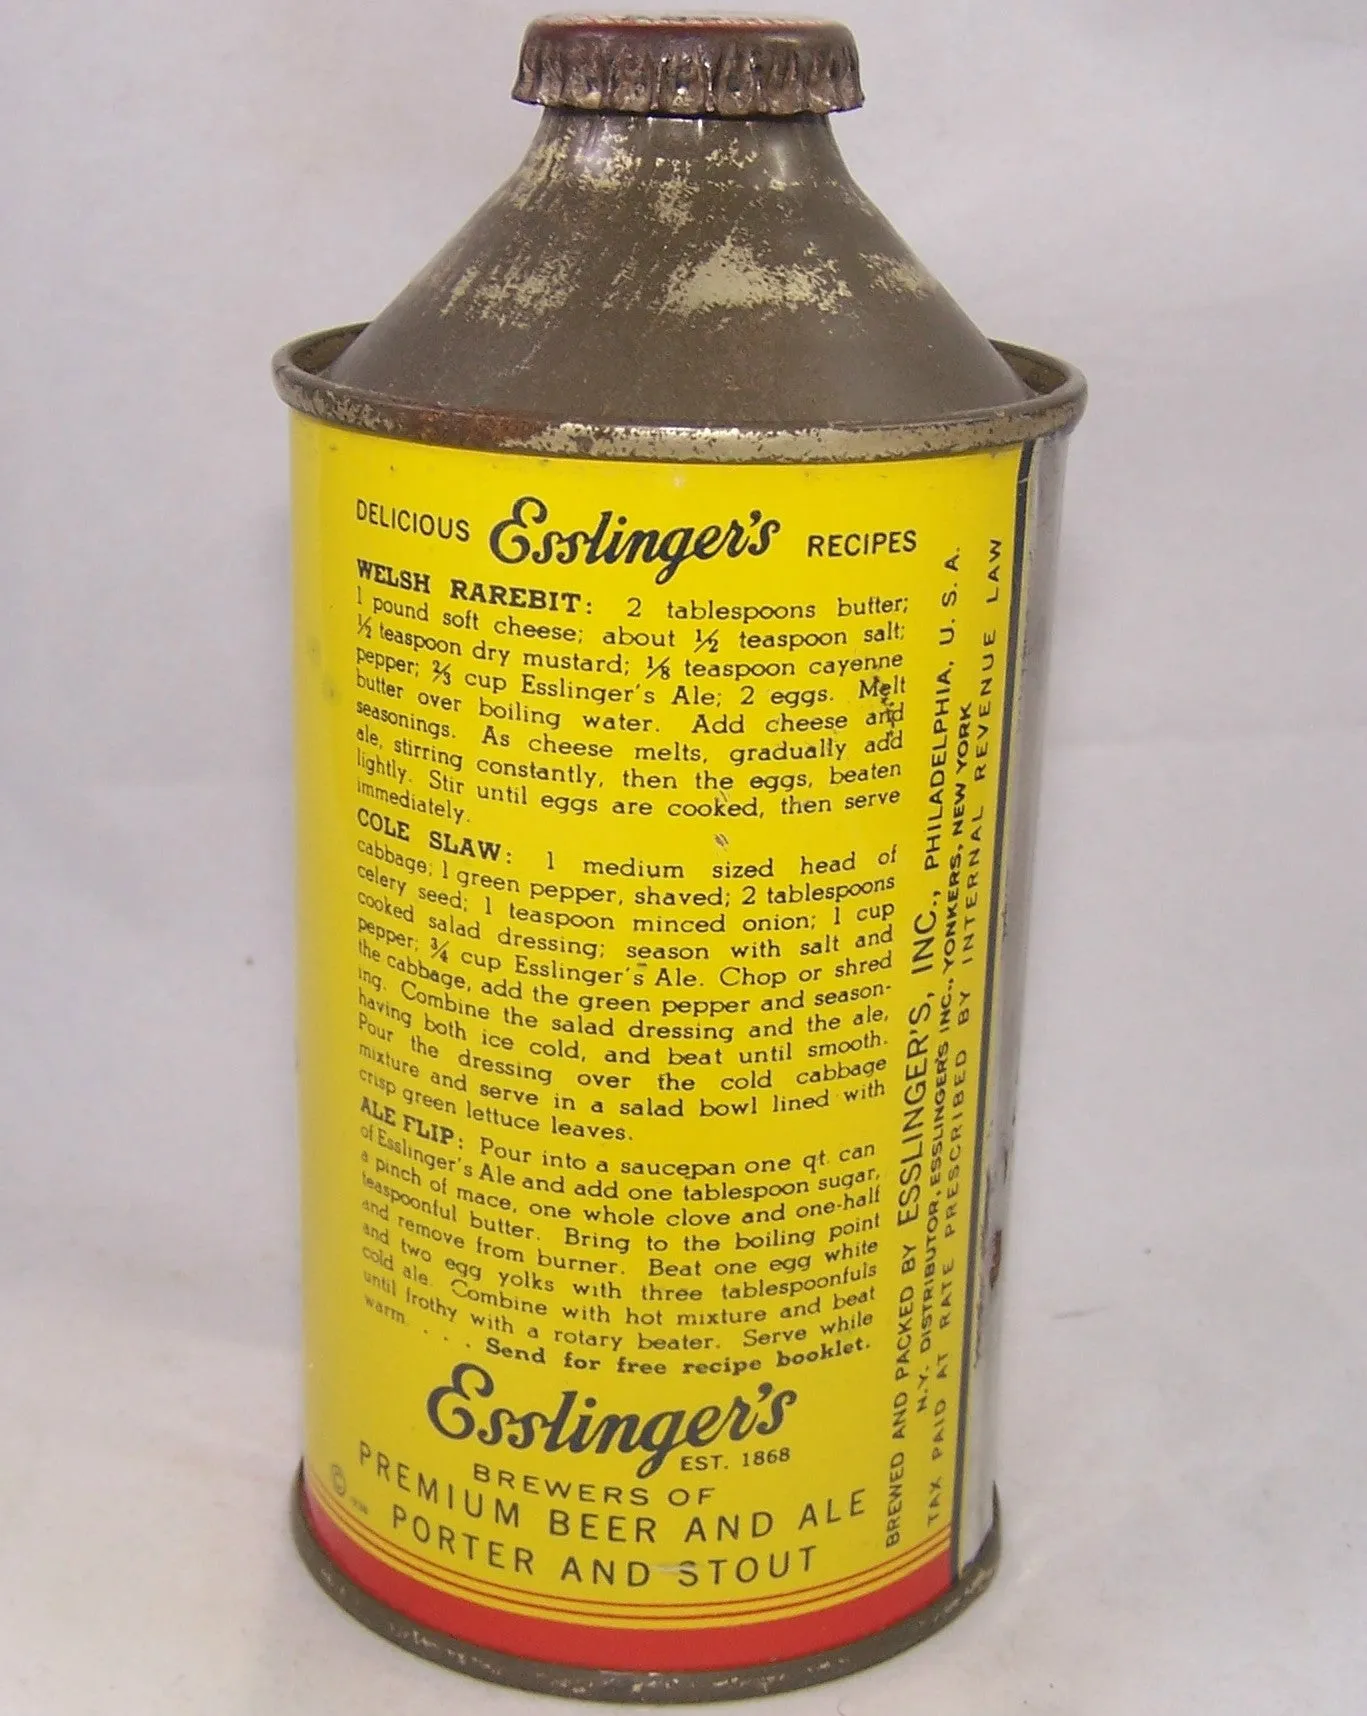 DELICIOUS Esslinger's RECIPES
WELSH RAREBIT: 2 tablespoons butter;
1 pound soft cheese; about ½ teaspoon salt;
½ teaspoon dry mustard; ⅛ teaspoon cayenne
pepper; ⅔ cup Esslinger's Ale; 2 eggs. Melt
butter over boiling water. Add cheese and
seasonings. As cheese melts, gradually add
ale, stirring constantly, then the eggs, beaten
lightly. Stir until eggs are cooked, then serve
immediately.
COLE SLAW: 1 medium sized head of
cabbage; 1 green pepper, shaved; 2 tablespoons
celery seed; 1 teaspoon minced onion; 1 cup
cooked salad dressing; season with salt and
pepper; ¾ cup Esslinger's Ale. Chop or shred
the cabbage, add the green pepper and season-
ing. Combine the salad dressing and the ale,
having both ice cold, and beat until smooth.
Pour the dressing over the cold cabbage
mixture and serve in a salad bowl lined with
crisp green lettuce leaves.
ALE FLIP: Pour into a saucepan one qt. can
of Esslinger's Ale and add one tablespoon sugar,
a pinch of mace, one whole clove and one-half
teaspoonful butter. Bring to the boiling point
and remove from burner. Beat one egg white
and two egg yolks with three tablespoonfuls
cold ale. Combine with hot mixture and beat
until frothy with a rotary beater. Serve while
warm . . . Send for free recipe booklet.
Esslinger's
EST. 1868
BREWERS OF
PREMIUM BEER AND ALE
PORTER AND STOUT
©
BREWED AND PACKED BY ESSLINGER'S, INC., PHILADELPHIA, U. S. A.
N.Y. DISTRIBUTOR, ESSLINGER'S INC., YONKERS, NEW YORK
TAX PAID AT RATE PRESCRIBED BY INTERNAL REVENUE LAW